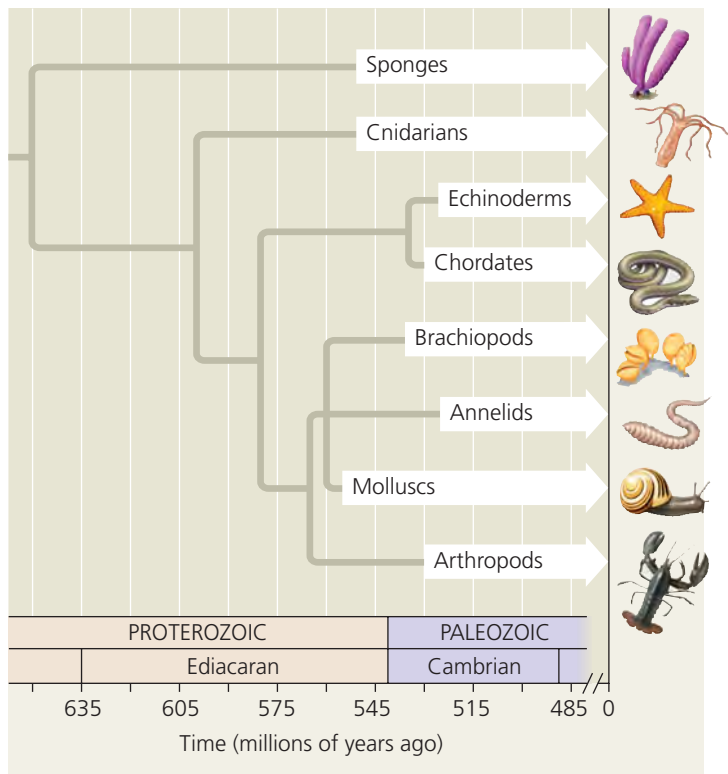 Sponges
Cnidarians
Echinoderms
Chordates
Brachiopods
Annelids
Molluscs
Arthropods
PROTEROZOIC PALEOZOIC
Ediacaran Cambrian
635 605 575 545 515 485 0
Time (millions of years ago)